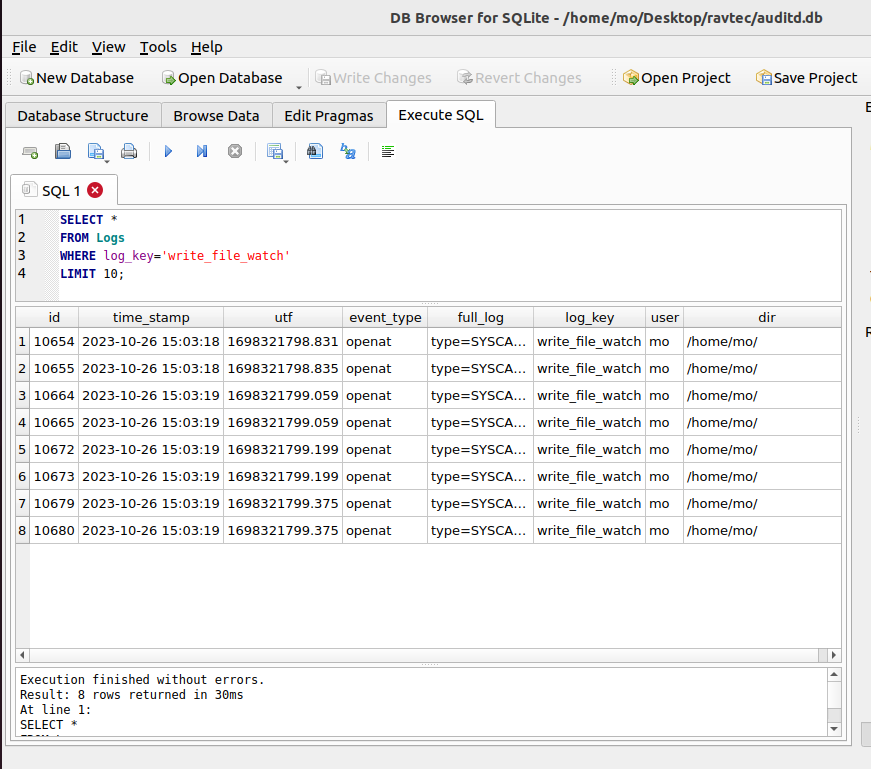 DB Browser for SQLite - /home/mo/Desktop/ravtec/auditd.db
File Edit View Tools Help
New Database Open Database Write Changes Revert Changes Open Project Save Project
Database Structure Browse Data Edit Pragmas Execute SQL
SQL 1
1 SELECT *
2 FROM Logs
3 WHERE log_key='write_file_watch'
4 LIMIT 10;
id time_stamp utf event_type full_log log_key user dir
1 10654 2023-10-26 15:03:18 1698321798.831 openat type=SYSCA... write_file_watch mo /home/mo/
2 10655 2023-10-26 15:03:18 1698321798.835 openat type=SYSCA... write_file_watch mo /home/mo/
3 10664 2023-10-26 15:03:19 1698321799.059 openat type=SYSCA... write_file_watch mo /home/mo/
4 10665 2023-10-26 15:03:19 1698321799.059 openat type=SYSCA... write_file_watch mo /home/mo/
5 10672 2023-10-26 15:03:19 1698321799.199 openat type=SYSCA... write_file_watch mo /home/mo/
6 10673 2023-10-26 15:03:19 1698321799.199 openat type=SYSCA... write_file_watch mo /home/mo/
7 10679 2023-10-26 15:03:19 1698321799.375 openat type=SYSCA... write_file_watch mo /home/mo/
8 10680 2023-10-26 15:03:19 1698321799.375 openat type=SYSCA... write_file_watch mo /home/mo/
Execution finished without errors.
Result: 8 rows returned in 30ms
At line 1:
SELECT *